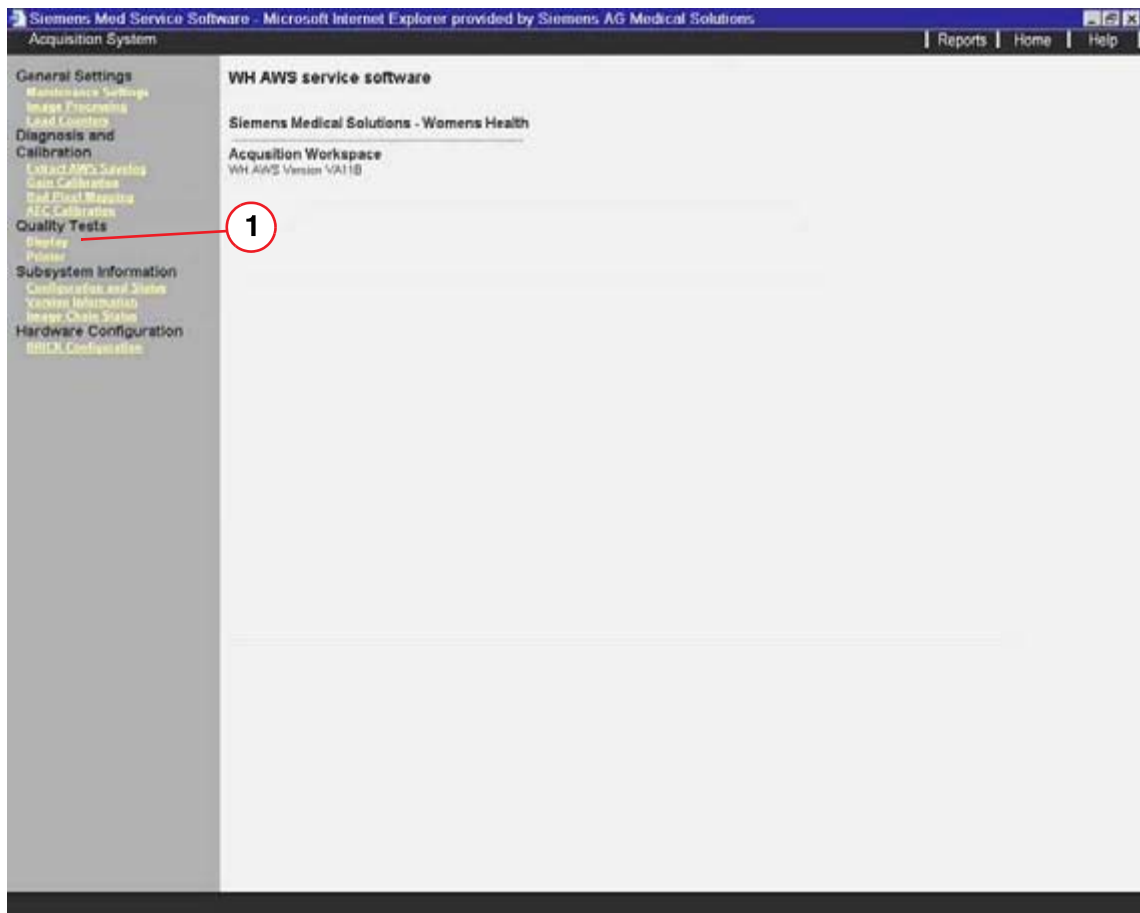 Siemens Med Service Software - Microsoft Internet Explorer provided by Siemens AG Medical Solutions
Acquisition System
Reports Home Help
General Settings
Maintenance Settings
Image Processing
Load Counters
Diagnosis and
Calibration
Extract AWS Savelog
Gain Calibration
Bad Pixel Mapping
AEC Calibration
Quality Tests
Display
Printer
Subsystem Information
Configuration and Status
Version Information
Image Chain Status
Hardware Configuration
BRICK Configuration
WH AWS service software
Siemens Medical Solutions - Womens Health
Acqusition Workspace
WH AWS Version VA11B
1